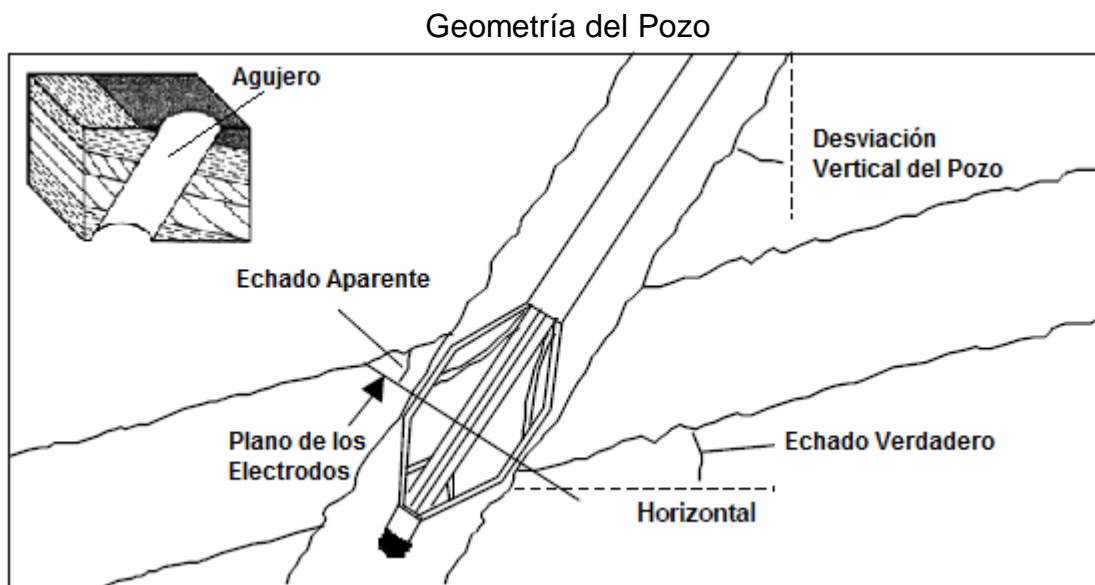 Geometría del Pozo
Agujero
Desviación
Vertical del Pozo
Echado Aparente
Plano de los
Electrodos
Echado Verdadero
Horizontal